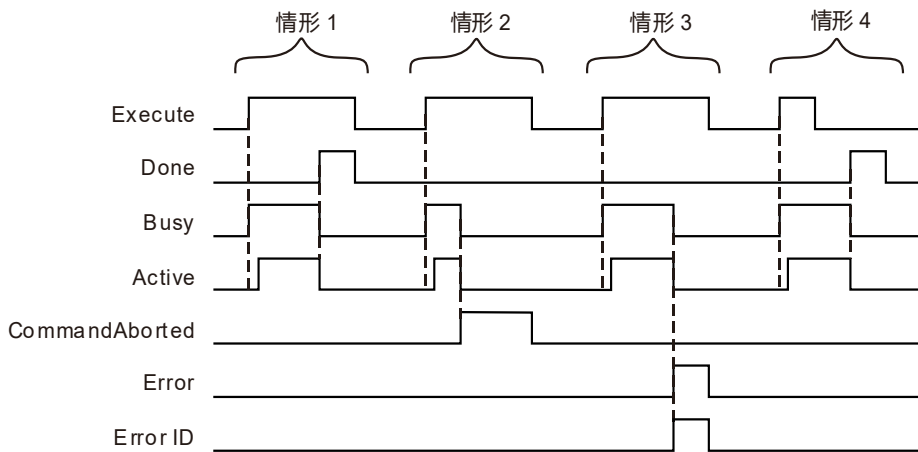 情形 1 情形 2 情形 3 情形 4
Execute
Done
Busy
Active
CommandAborted
Error
Error ID